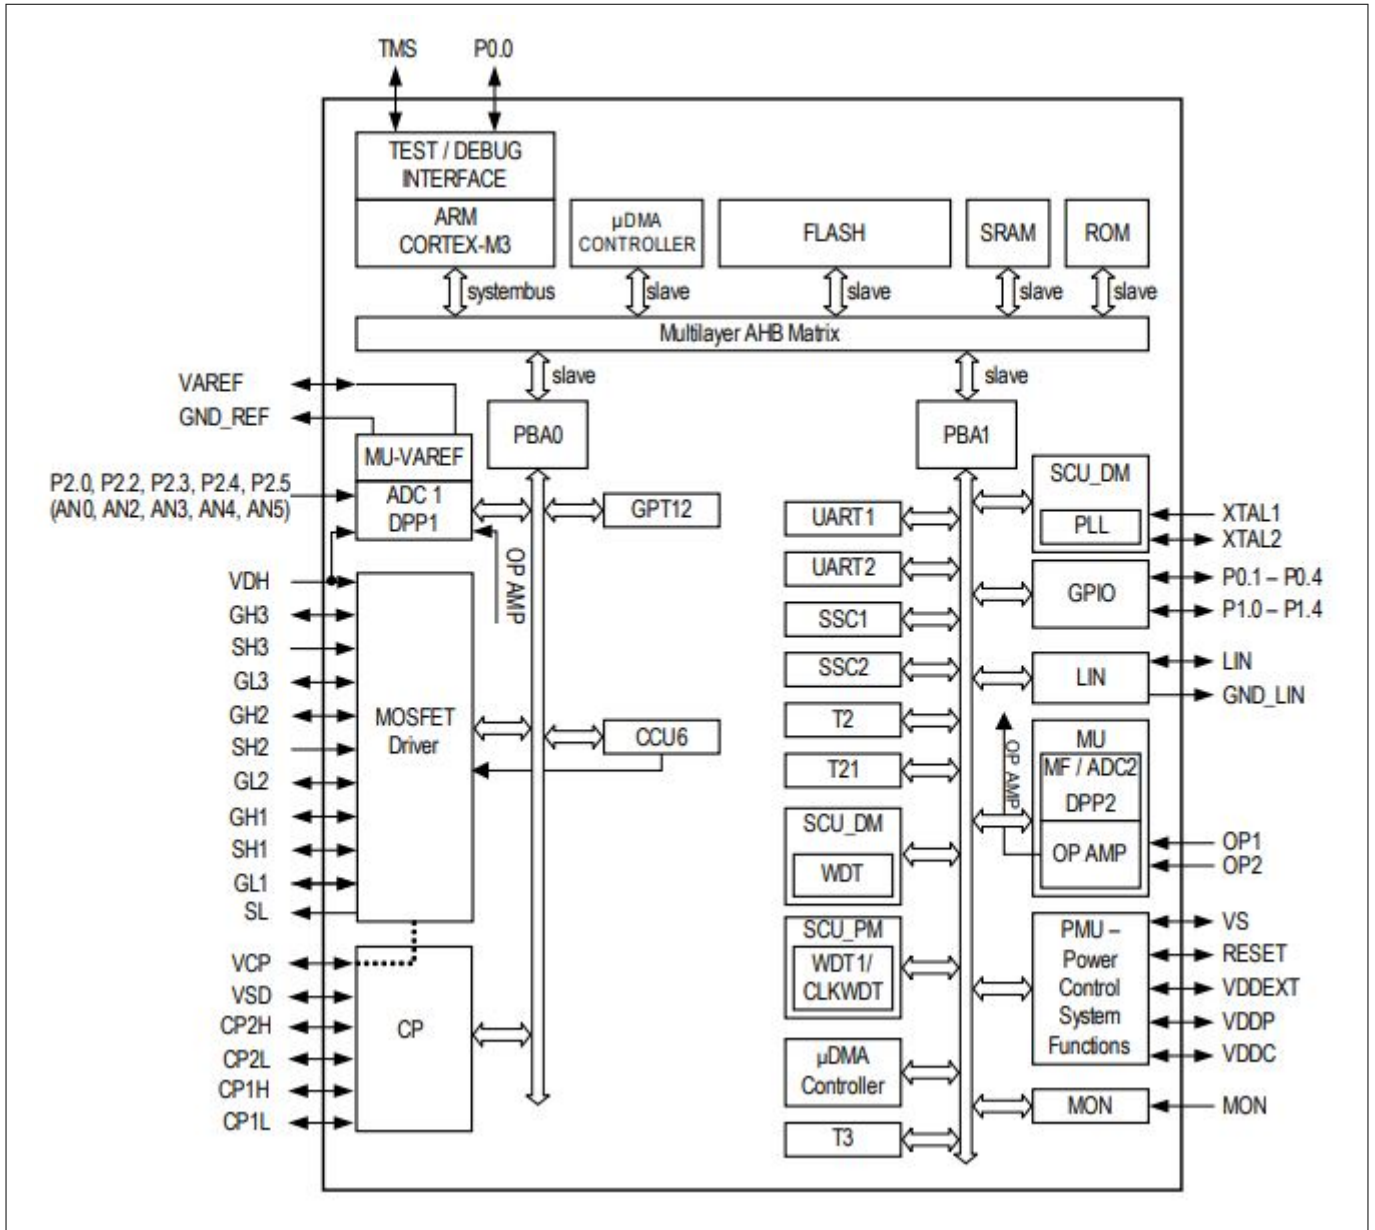 TMS
P0.0
TEST / DEBUG
INTERFACE
ARM
CORTEX-M3
µDMA
CONTROLLER
FLASH
SRAM
ROM
systembus
slave
slave
slave
slave
Multilayer AHB Matrix
slave
slave
VAREF
GND_REF
PBA0
PBA1
MU-VAREF
P2.0, P2.2, P2.3, P2.4, P2.5
(AN0, AN2, AN3, AN4, AN5)
ADC 1
DPP1
GPT12
OP AMP
VDH
GH3
SH3
GL3
GH2
SH2
GL2
GH1
SH1
GL1
SL
MOSFET
Driver
CCU6
VCP
VSD
CP2H
CP2L
CP1H
CP1L
CP
UART1
UART2
SSC1
SSC2
T2
T21
SCU_DM
WDT
SCU_PM
WDT1/
CLKWDT
µDMA
Controller
T3
SCU_DM
PLL
XTAL1
XTAL2
GPIO
P0.1 – P0.4
P1.0 – P1.4
LIN
LIN
GND_LIN
OP AMP
MU
MF / ADC2
DPP2
OP AMP
OP1
OP2
PMU –
Power
Control
System
Functions
VS
RESET
VDDEXT
VDDP
VDDC
MON
MON